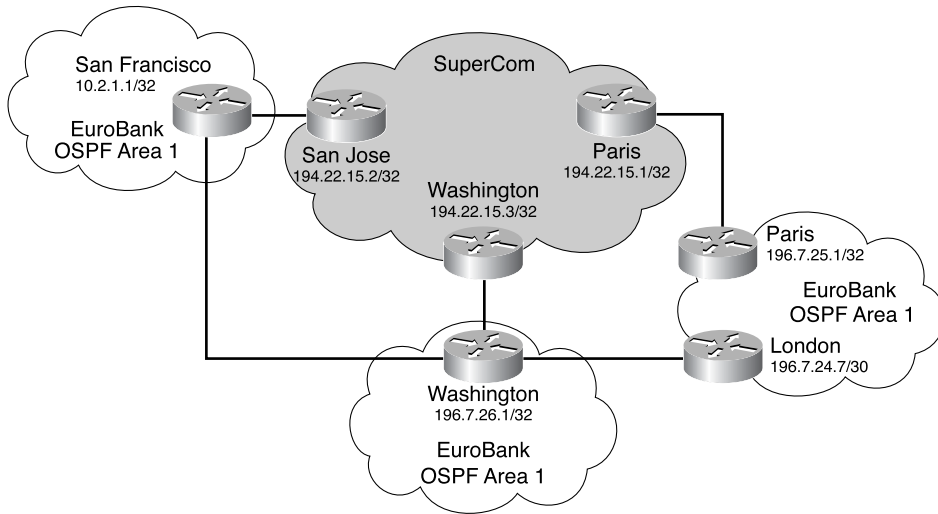 San Francisco
10.2.1.1/32
EuroBank
OSPF Area 1
SuperCom
San Jose
194.22.15.2/32
Paris
194.22.15.1/32
Washington
194.22.15.3/32
Paris
196.7.25.1/32
EuroBank
OSPF Area 1
London
196.7.24.7/30
Washington
196.7.26.1/32
EuroBank
OSPF Area 1